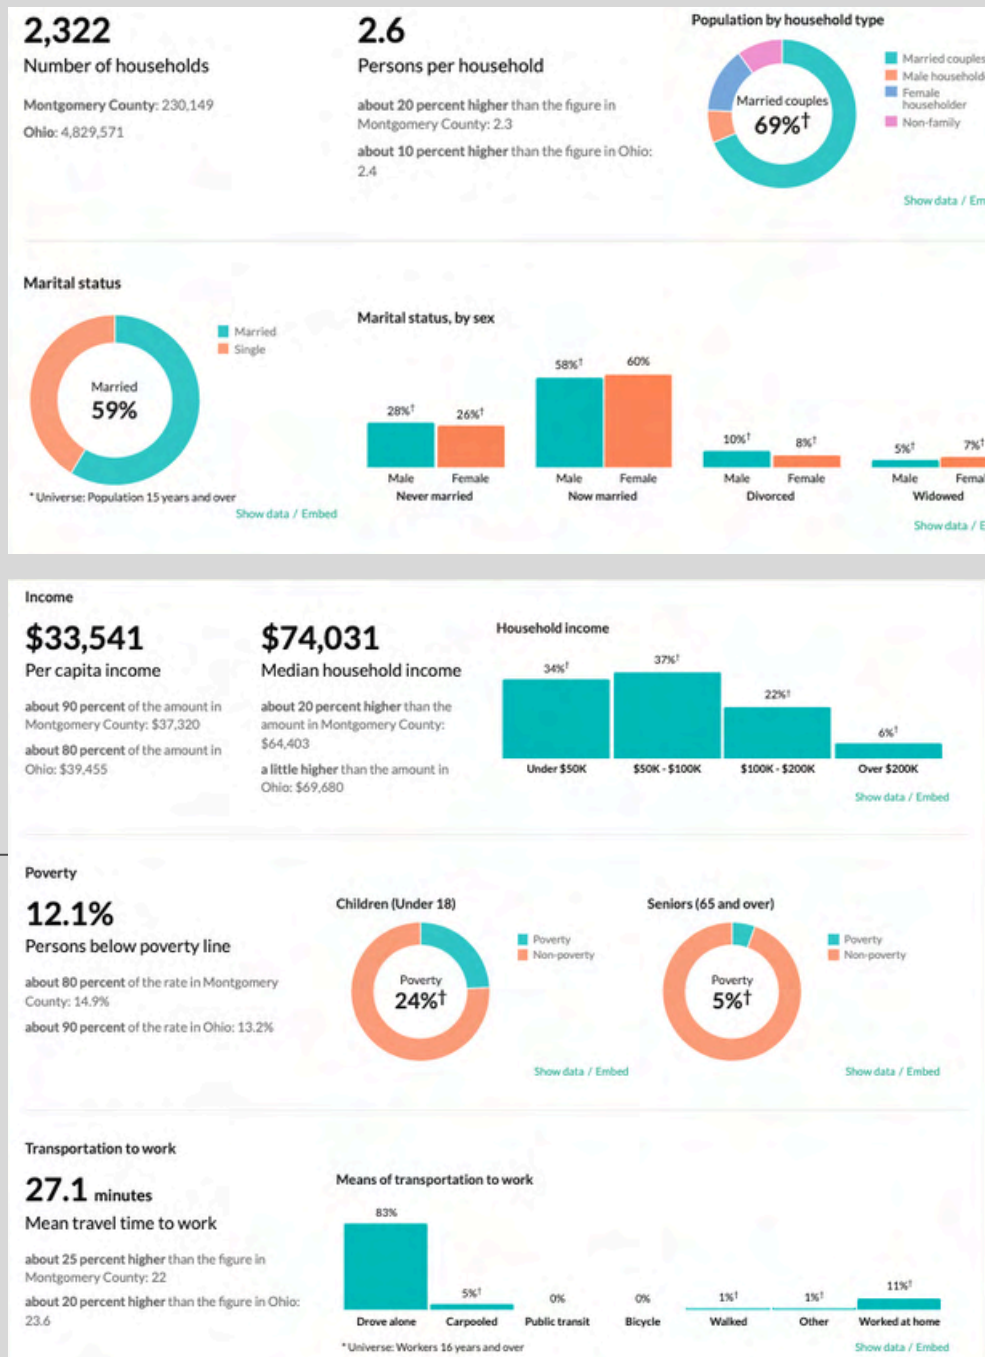 2,322
Number of households
Montgomery County: 230,149
Ohio: 4,829,571
2.6
Persons per household
about 20 percent higher than the figure in
Montgomery County: 2.3
about 10 percent higher than the figure in Ohio:
2.4
Population by household type
Married couples
69%†
Married couples
Male household
Female
householder
Non-family
Show data / Em
Marital status
Married
59%
Married
Single
* Universe: Population 15 years and over
Show data / Embed
Marital status, by sex
28%† 26%† 58%† 60% 10%† 8%† 5%† 7%†
Male Female Male Female Male Female Male Fema
Never married Now married Divorced Widowed
Show data / E
Income
$33,541
Per capita income
about 90 percent of the amount in
Montgomery County: $37,320
about 80 percent of the amount in
Ohio: $39,455
$74,031
Median household income
about 20 percent higher than the
amount in Montgomery County:
$64,403
a little higher than the amount in
Ohio: $69,680
Household income
34%† 37%† 22%† 6%†
Under $50K $50K - $100K $100K - $200K Over $200K
Show data / Embed
Poverty
12.1%
Persons below poverty line
about 80 percent of the rate in Montgomery
County: 14.9%
about 90 percent of the rate in Ohio: 13.2%
Children (Under 18)
Poverty
24%†
Poverty
Non-poverty
Show data / Embed
Seniors (65 and over)
Poverty
5%†
Poverty
Non-poverty
Show data / Embed
Transportation to work
27.1 minutes
Mean travel time to work
about 25 percent higher than the figure in
Montgomery County: 22
about 20 percent higher than the figure in Ohio:
23.6
Means of transportation to work
83% 5%† 0% 0% 1%† 1%† 11%†
Drove alone Carpooled Public transit Bicycle Walked Other Worked at home
* Universe: Workers 16 years and over
Show data / Embed